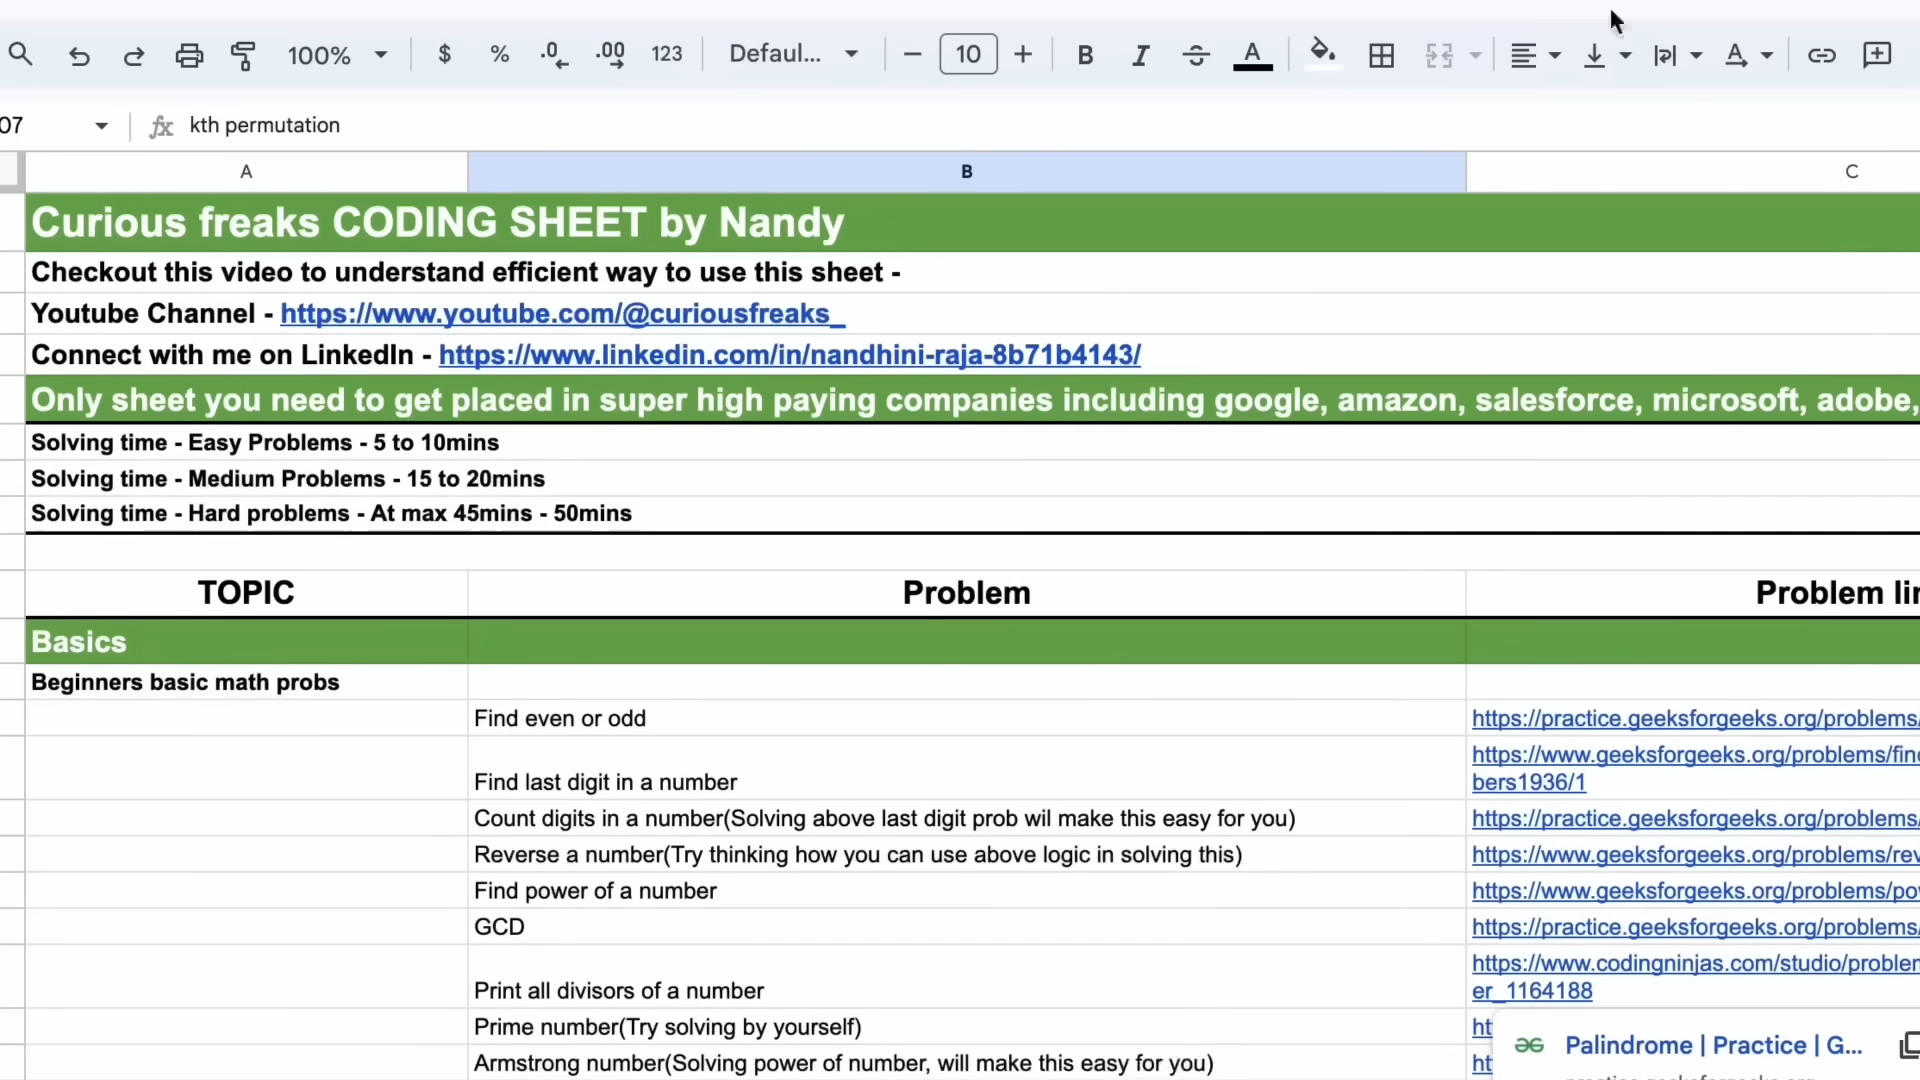 100% $ % .0 .00 123 Defaul... 10 B I S A
07 fx kth permutation
A B C
Curious freaks CODING SHEET by Nandy
Checkout this video to understand efficient way to use this sheet -
Youtube Channel - https://www.youtube.com/@curiousfreaks_
Connect with me on LinkedIn - https://www.linkedin.com/in/nandhini-raja-8b71b4143/
Only sheet you need to get placed in super high paying companies including google, amazon, salesforce, microsoft, adobe,
Solving time - Easy Problems - 5 to 10mins
Solving time - Medium Problems - 15 to 20mins
Solving time - Hard problems - At max 45mins - 50mins
TOPIC Problem Problem lin
Basics
Beginners basic math probs
Find even or odd https://practice.geeksforgeeks.org/problems/
https://www.geeksforgeeks.org/problems/find
Find last digit in a number bers1936/1
Count digits in a number(Solving above last digit prob wil make this easy for you) https://practice.geeksforgeeks.org/problems/
Reverse a number(Try thinking how you can use above logic in solving this) https://www.geeksforgeeks.org/problems/rev
Find power of a number https://www.geeksforgeeks.org/problems/pow
GCD https://practice.geeksforgeeks.org/problems/
https://www.codingninjas.com/studio/problem
Print all divisors of a number er_1164188
Prime number(Try solving by yourself) ht
Palindrome | Practice | G...
Armstrong number(Solving power of number, will make this easy for you) ht